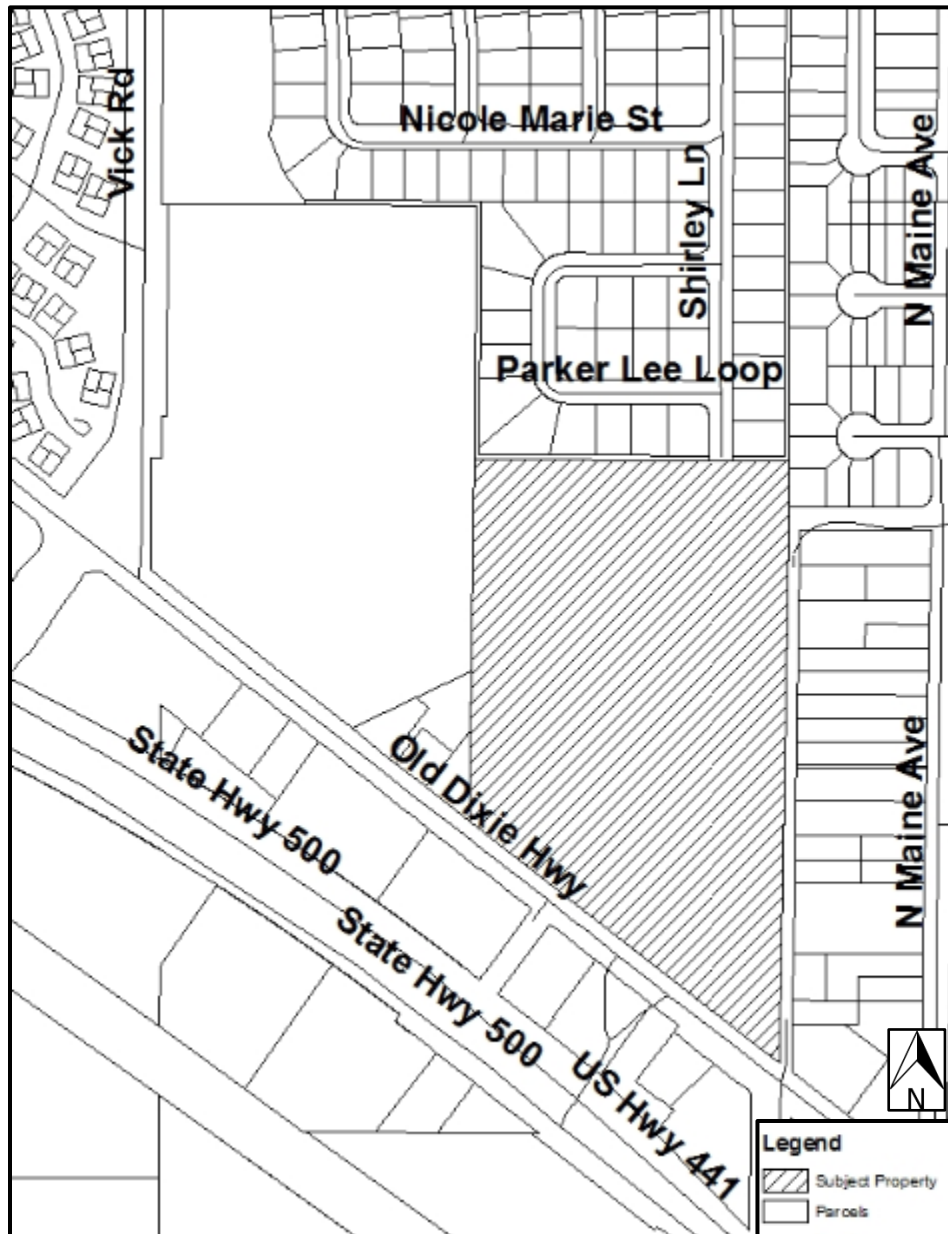 Nicole Marie St
Vick Rd
N Maine Ave
Shirley Ln
Parker Lee Loop
Old Dixie Hwy
State Hwy 500
N Maine Ave
State Hwy 500
US Hwy 441
N
Legend
Subject Property
Parcels